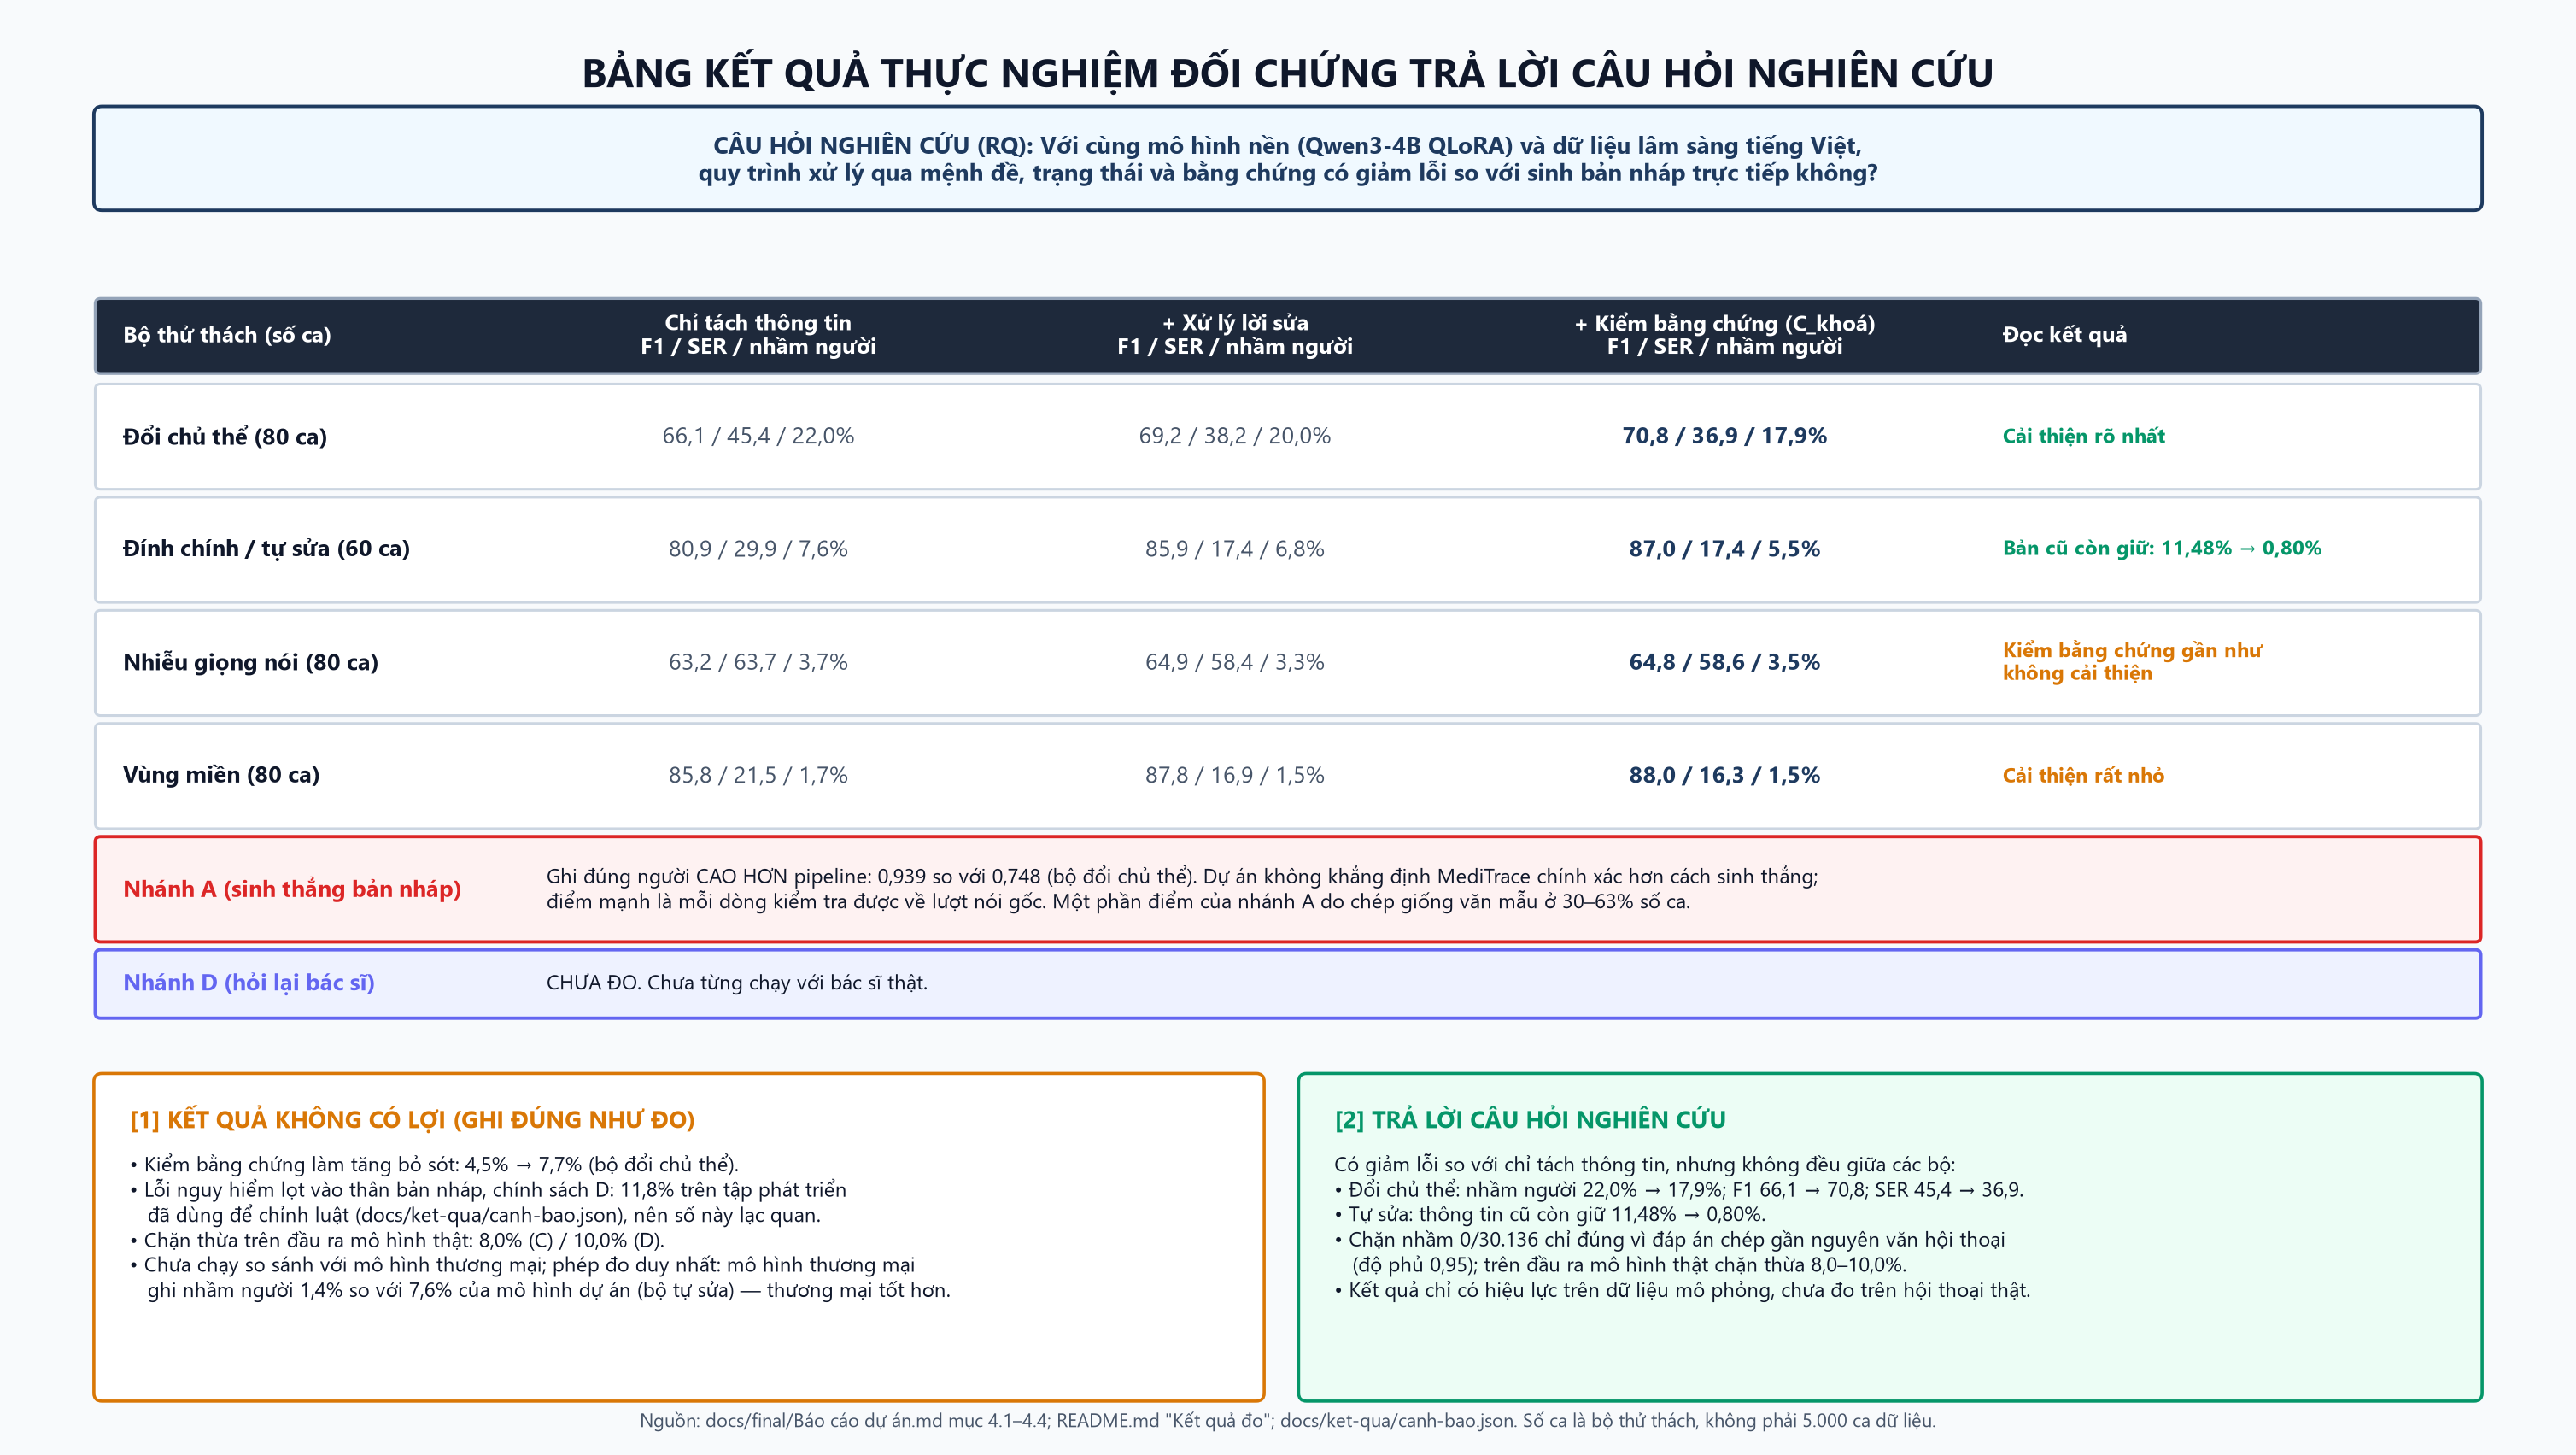 BẢNG KẾT QUẢ THỰC NGHIỆM ĐỐI CHỨNG TRẢ LỜI CÂU HỎI NGHIÊN CỨU
CÂU HỎI NGHIÊN CỨU (RQ): Với cùng mô hình nền (Qwen3-4B QLoRA) và dữ liệu lâm sàng tiếng Việt,
quy trình xử lý qua mệnh đề, trạng thái và bằng chứng có giảm lỗi so với sinh bản nháp trực tiếp không?
Bộ thử thách (số ca)
Chỉ tách thông tin
F1 / SER / nhầm người
+ Xử lý lời sửa
F1 / SER / nhầm người
+ Kiểm bằng chứng (C_khoá)
F1 / SER / nhầm người
Đọc kết quả
Đổi chủ thể (80 ca)
66,1 / 45,4 / 22,0%
69,2 / 38,2 / 20,0%
70,8 / 36,9 / 17,9%
Cải thiện rõ nhất
Đính chính / tự sửa (60 ca)
80,9 / 29,9 / 7,6%
85,9 / 17,4 / 6,8%
87,0 / 17,4 / 5,5%
Bản cũ còn giữ: 11,48% → 0,80%
Nhiễu giọng nói (80 ca)
63,2 / 63,7 / 3,7%
64,9 / 58,4 / 3,3%
64,8 / 58,6 / 3,5%
Kiểm bằng chứng gần như
không cải thiện
Vùng miền (80 ca)
85,8 / 21,5 / 1,7%
87,8 / 16,9 / 1,5%
88,0 / 16,3 / 1,5%
Cải thiện rất nhỏ
Nhánh A (sinh thẳng bản nháp)
Ghi đúng người CAO HƠN pipeline: 0,939 so với 0,748 (bộ đổi chủ thể). Dự án không khẳng định MediTrace chính xác hơn cách sinh thẳng;
điểm mạnh là mỗi dòng kiểm tra được về lượt nói gốc. Một phần điểm của nhánh A do chép giống văn mẫu ở 30–63% số ca.
Nhánh D (hỏi lại bác sĩ)
CHƯA ĐO. Chưa từng chạy với bác sĩ thật.
[1] KẾT QUẢ KHÔNG CÓ LỢI (GHI ĐÚNG NHƯ ĐO)
• Kiểm bằng chứng làm tăng bỏ sót: 4,5% → 7,7% (bộ đổi chủ thể).
• Lỗi nguy hiểm lọt vào thân bản nháp, chính sách D: 11,8% trên tập phát triển
đã dùng để chỉnh luật (docs/ket-qua/canh-bao.json), nên số này lạc quan.
• Chặn thừa trên đầu ra mô hình thật: 8,0% (C) / 10,0% (D).
• Chưa chạy so sánh với mô hình thương mại; phép đo duy nhất: mô hình thương mại
ghi nhầm người 1,4% so với 7,6% của mô hình dự án (bộ tự sửa) — thương mại tốt hơn.
[2] TRẢ LỜI CÂU HỎI NGHIÊN CỨU
Có giảm lỗi so với chỉ tách thông tin, nhưng không đều giữa các bộ:
• Đổi chủ thể: nhầm người 22,0% → 17,9%; F1 66,1 → 70,8; SER 45,4 → 36,9.
• Tự sửa: thông tin cũ còn giữ 11,48% → 0,80%.
• Chặn nhầm 0/30.136 chỉ đúng vì đáp án chép gần nguyên văn hội thoại
(độ phủ 0,95); trên đầu ra mô hình thật chặn thừa 8,0–10,0%.
• Kết quả chỉ có hiệu lực trên dữ liệu mô phỏng, chưa đo trên hội thoại thật.
Nguồn: docs/final/Báo cáo dự án.md mục 4.1–4.4; README.md "Kết quả đo"; docs/ket-qua/canh-bao.json. Số ca là bộ thử thách, không phải 5.000 ca dữ liệu.